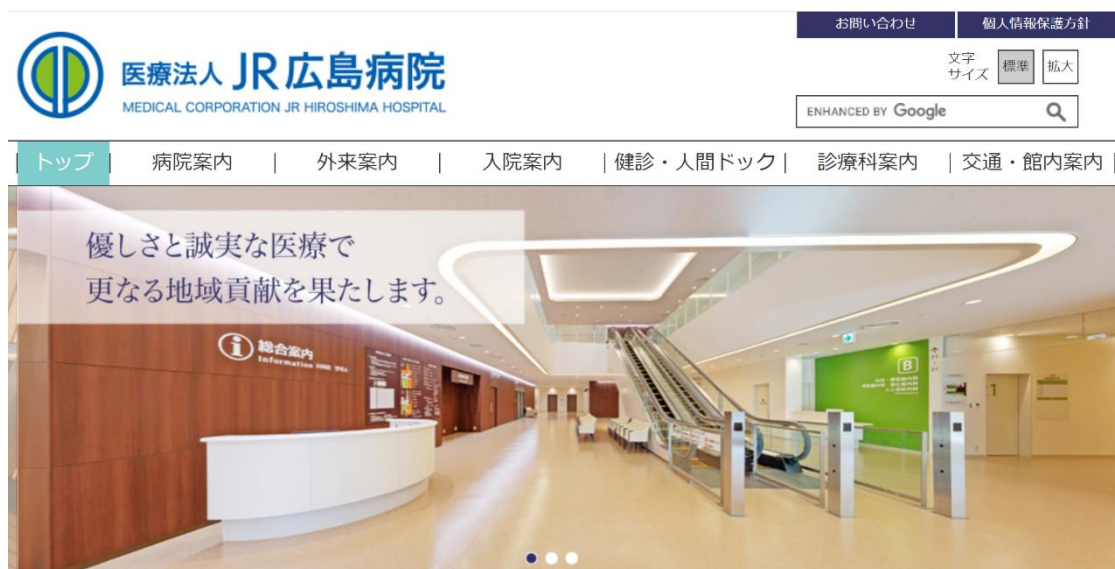 お問い合わせ
個人情報保護方針
医療法人 JR広島病院
MEDICAL CORPORATION JR HIROSHIMA HOSPITAL
文字
サイズ
標準
拡大
ENHANCED BY Google
トップ
病院案内
外来案内
入院案内
健診・人間ドック
診療科案内
交通・館内案内
優しさと誠実な医療で
更なる地域貢献を果たします。
総合案内
Information
B
1